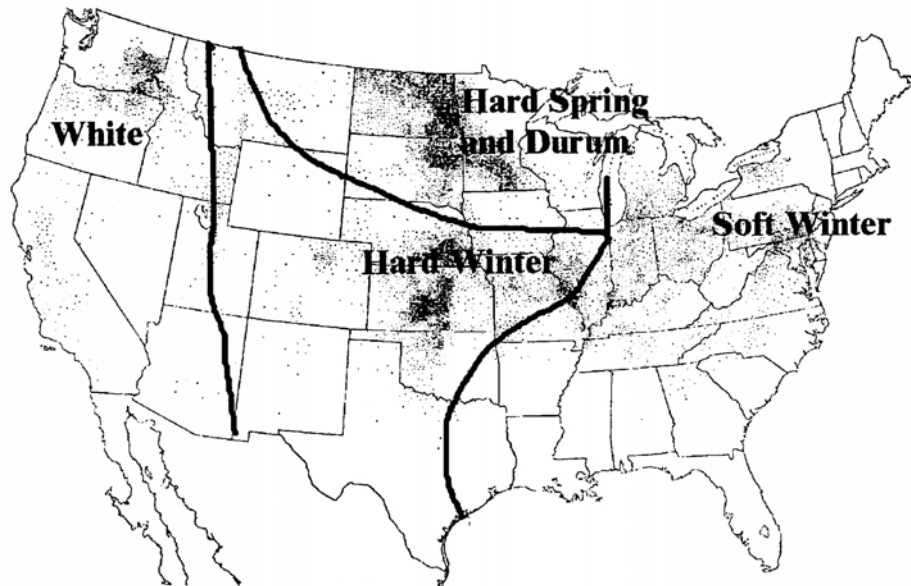 Hard Spring
and Durum
White
Soft Winter
Hard Winter